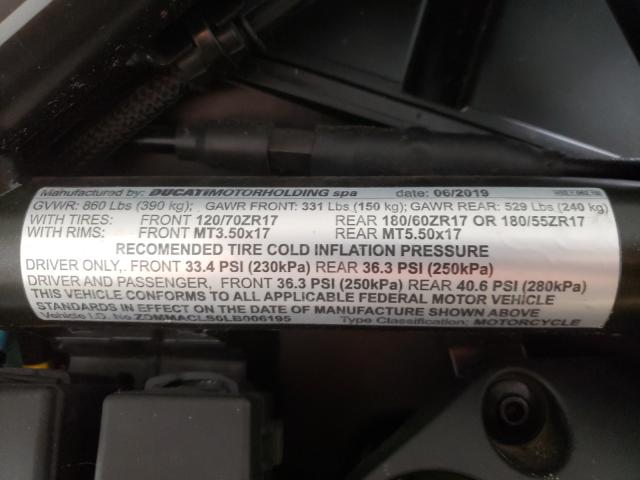 Manufactured by: DUCATIMOTORHOLDING spa date: 06/2019
GVWR: 860 Lbs (390 kg); GAWR FRONT: 331 Lbs (150 kg); GAWR REAR: 529 Lbs (240 kg)
WITH TIRES: FRONT 120/70ZR17 REAR 180/60ZR17 OR 180/55ZR17
WITH RIMS: FRONT MT3.50x17 REAR MT5.50x17
RECOMENDED TIRE COLD INFLATION PRESSURE
DRIVER ONLY,. FRONT 33.4 PSI (230kPa) REAR 36.3 PSI (250kPa)
DRIVER AND PASSENGER, FRONT 36.3 PSI (250kPa) REAR 40.6 PSI (280kPa)
THIS VEHICLE CONFORMS TO ALL APPLICABLE FEDERAL MOTOR VEHICLE
STANDARDS IN EFFECT ON THE DATE OF MANUFACTURE SHOWN ABOVE
Vehicle I.D. No ZDMMACLS0LB006195 Type Classification: MOTORCYCLE